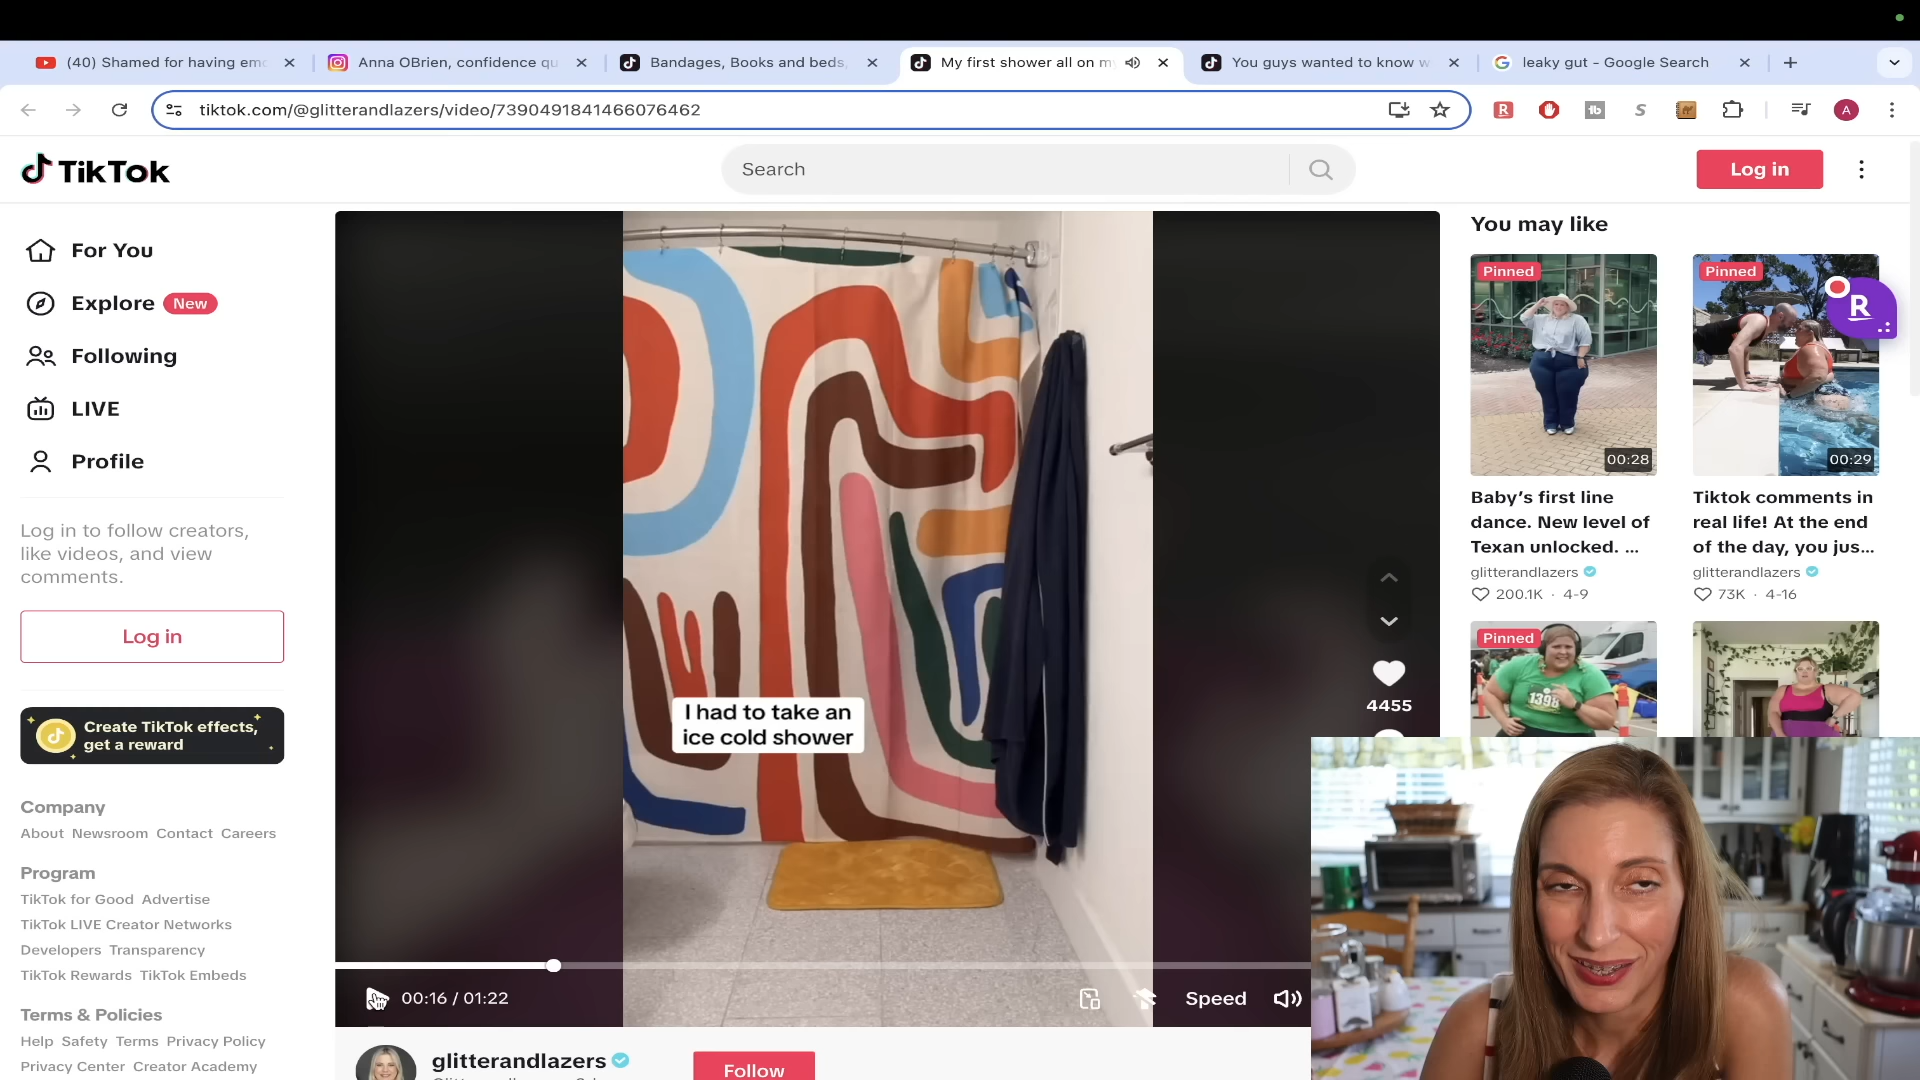 (40) Shamed for having emo
Anna OBrien, confidence qu
Bandages, Books and beds,
My first shower all on my
You guys wanted to know w
leaky gut - Google Search
tiktok.com/@glitterandlazers/video/7390491841466076462
R
tb
S
A
TikTok
Search
Log in
For You
Explore New
Following
LIVE
Profile
Log in to follow creators,
like videos, and view
comments.
Log in
Create TikTok effects,
get a reward
Company
About Newsroom Contact Careers
Program
TikTok for Good Advertise
TikTok LIVE Creator Networks
Developers Transparency
TikTok Rewards TikTok Embeds
Terms & Policies
Help Safety Terms Privacy Policy
Privacy Center Creator Academy
I had to take an
ice cold shower
4455
00:16 / 01:22
Speed
glitterandlazers
Follow
You may like
Pinned
00:28
Baby’s first line
dance. New level of
Texan unlocked. ...
glitterandlazers
200.1K · 4-9
Pinned
R
00:29
Tiktok comments in
real life! At the end
of the day, you jus...
glitterandlazers
73K · 4-16
Pinned
1398